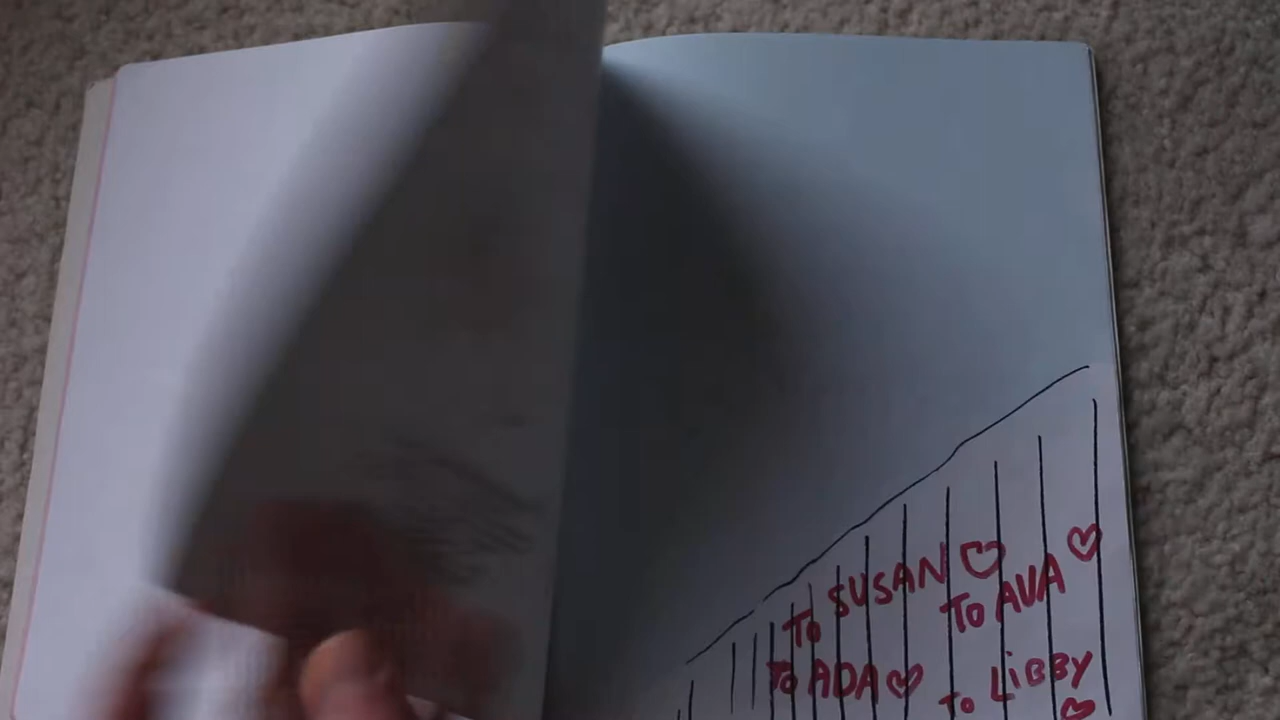 To SUSAN ♡
To AVA ♡
To ADA ♡
To LiBBY ♡